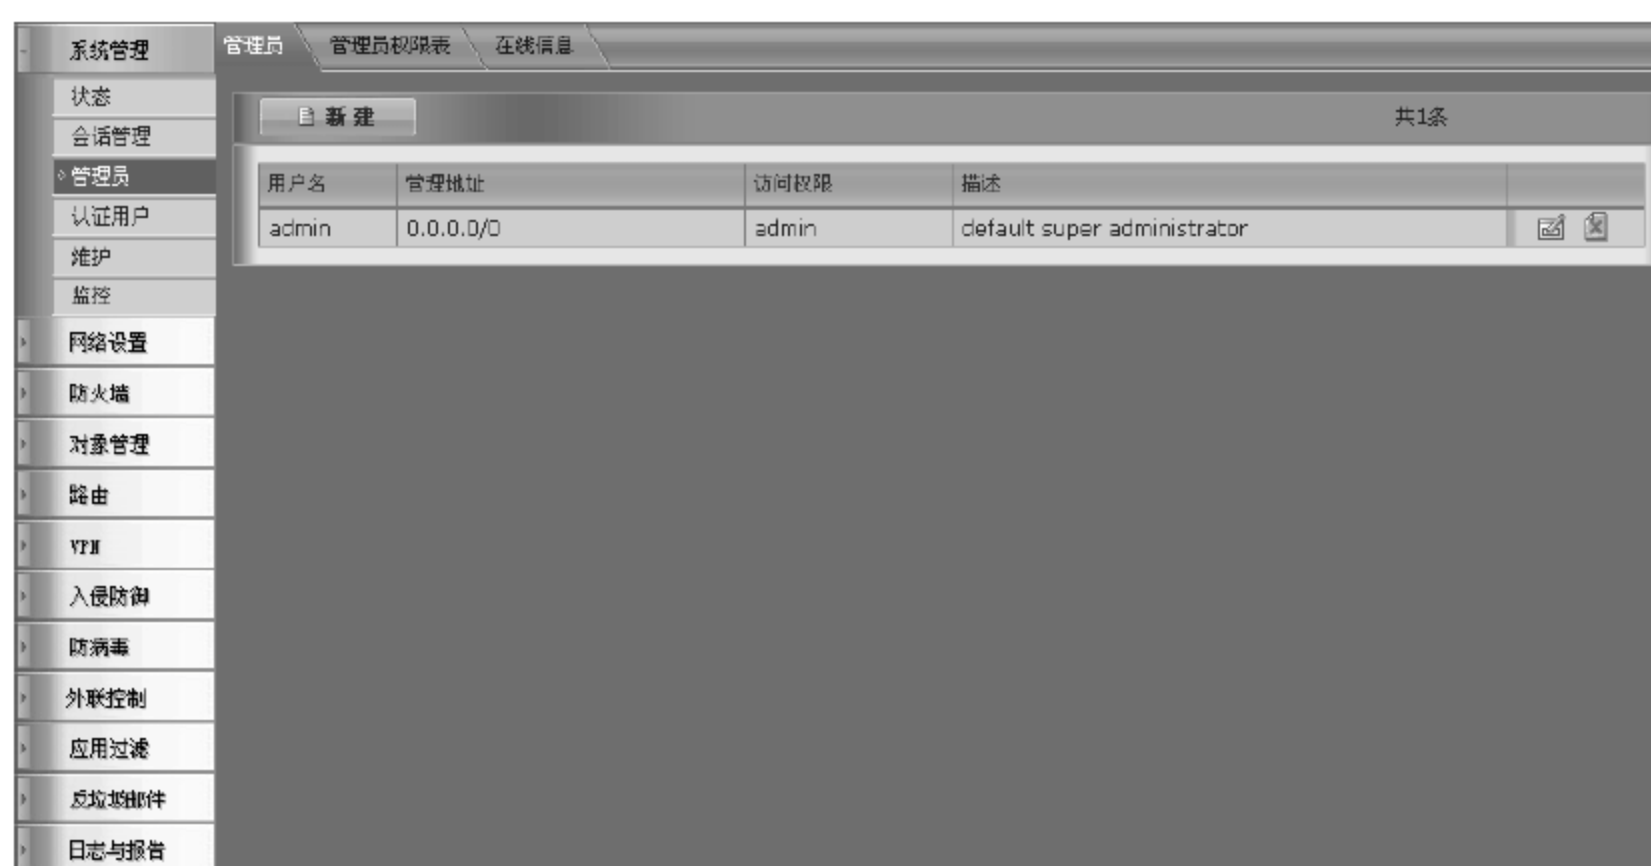 系统管理
管理员 管理员权限表 在线信息
状态
会话管理
管理员
认证用户
维护
监控
网络设置
防火墙
对象管理
路由
VPN
入侵防御
防病毒
外联控制
应用过滤
反垃圾邮件
日志与报告
新建 共1条
用户名 管理地址 访问权限 描述
admin 0.0.0.0/0 admin default super administrator